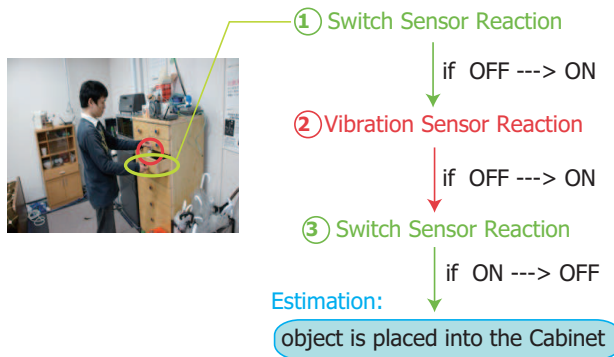 1 Switch Sensor Reaction
if OFF ---> ON
2 Vibration Sensor Reaction
if OFF ---> ON
3 Switch Sensor Reaction
if ON ---> OFF
Estimation:
object is placed into the Cabinet